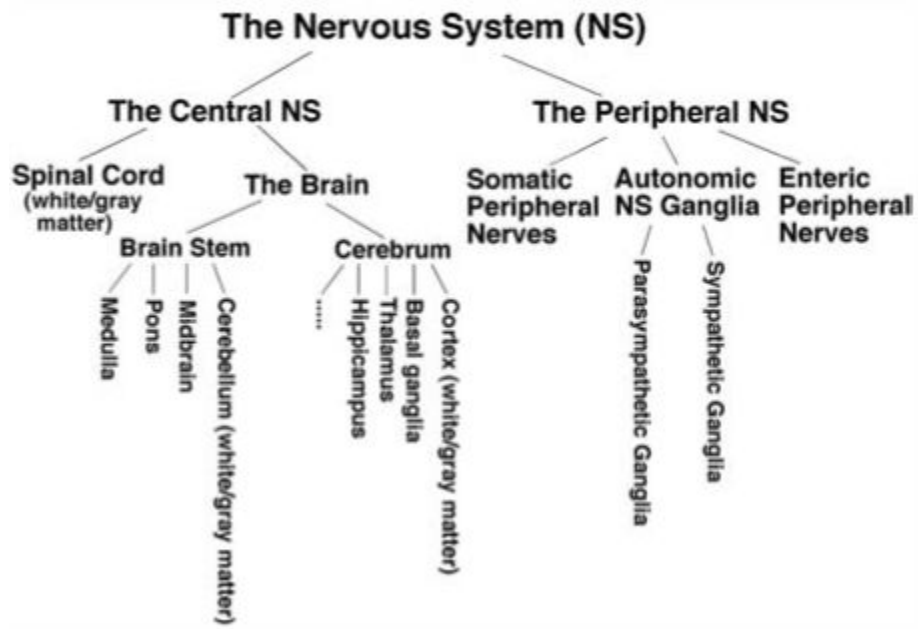 The Nervous System (NS)
The Central NS
The Peripheral NS
Spinal Cord
(white/gray
matter)
The Brain
Somatic
Peripheral
Nerves
Autonomic
NS Ganglia
Enteric
Peripheral
Nerves
Brain Stem
Cerebrum
Medulla
Pons
Midbrain
Cerebellum (white/gray matter)
.....
Hippicampus
Thalamus
Basal ganglia
Cortex (white/gray matter)
Parasympathetic Ganglia
Sympathetic Ganglia